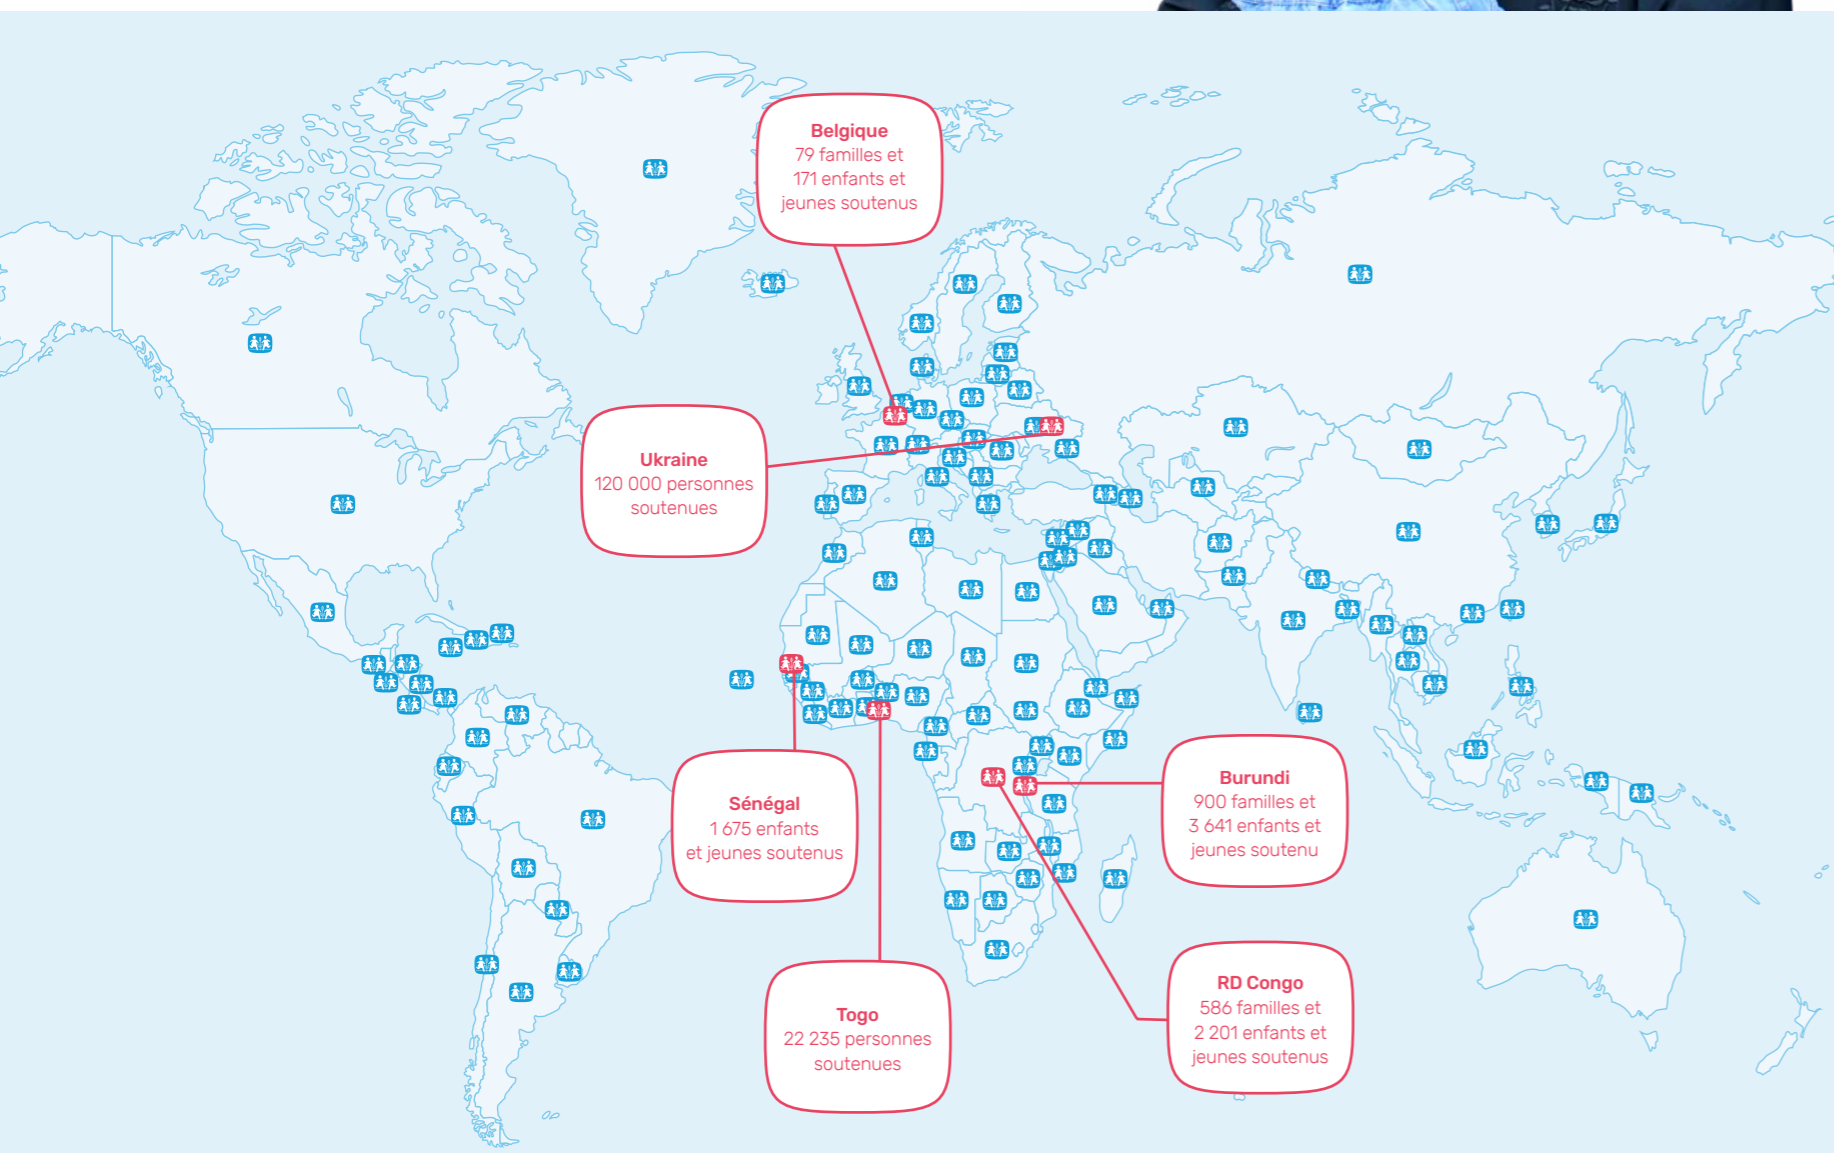 Belgique
79 familles et
171 enfants et
jeunes soutenus
Ukraine
120 000 personnes
soutenues
Sénégal
1 675 enfants
et jeunes soutenus
Burundi
900 familles et
3 641 enfants et
jeunes soutenu
Togo
22 235 personnes
soutenues
RD Congo
586 familles et
2 201 enfants et
jeunes soutenus